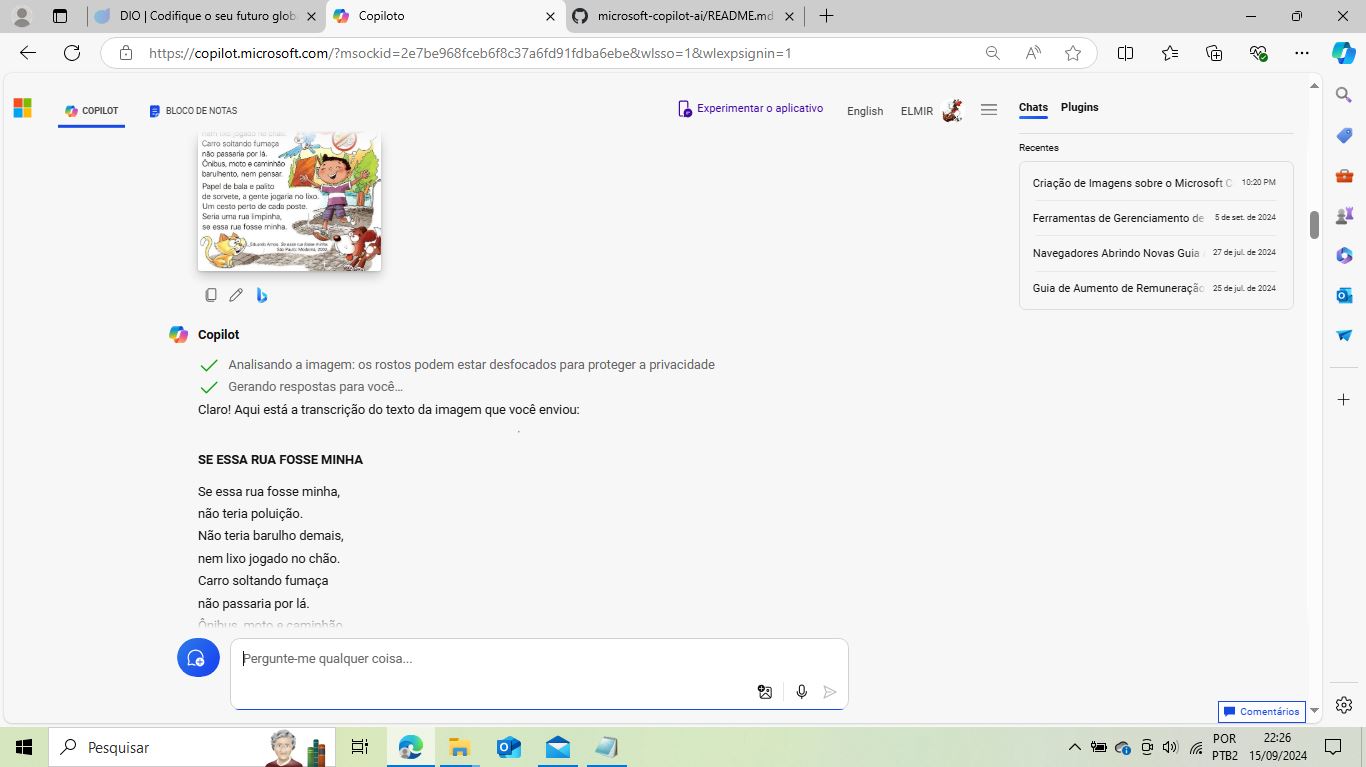 DIO | Codifique o seu futuro glob
Copiloto
microsoft-copilot-ai/README.md
https://copilot.microsoft.com/?msockid=2e7be968fceb6f8c37a6fd91fdba6ebe&wlsso=1&wlexpsignin=1
COPILOT
BLOCO DE NOTAS
Experimentar o aplicativo
English
ELMIR
Chats
Plugins
Recentes
Criação de Imagens sobre o Microsoft C 10:20 PM
Ferramentas de Gerenciamento de 5 de set. de 2024
Navegadores Abrindo Novas Guia 27 de jul. de 2024
Guia de Aumento de Remuneração 25 de jul. de 2024
nem lixo jogado no chão.
Carro soltando fumaça
não passaria por lá.
Ônibus, moto e caminhão
barulhento, nem pensar.
Papel de bala e palito
de sorvete, a gente jogaria no lixo.
Um cesto perto de cada poste.
Seria uma rua limpinha,
se essa rua fosse minha.
Eduardo Amos. Se essa rua fosse minha.
São Paulo: Moderna, 2002.
Copilot
Analisando a imagem: os rostos podem estar desfocados para proteger a privacidade
Gerando respostas para você...
Claro! Aqui está a transcrição do texto da imagem que você enviou:
SE ESSA RUA FOSSE MINHA
Se essa rua fosse minha,
não teria poluição.
Não teria barulho demais,
nem lixo jogado no chão.
Carro soltando fumaça
não passaria por lá.
Ônibus, moto e caminhão
Pergunte-me qualquer coisa...
Comentários
Pesquisar
POR
PTB2
22:26
15/09/2024